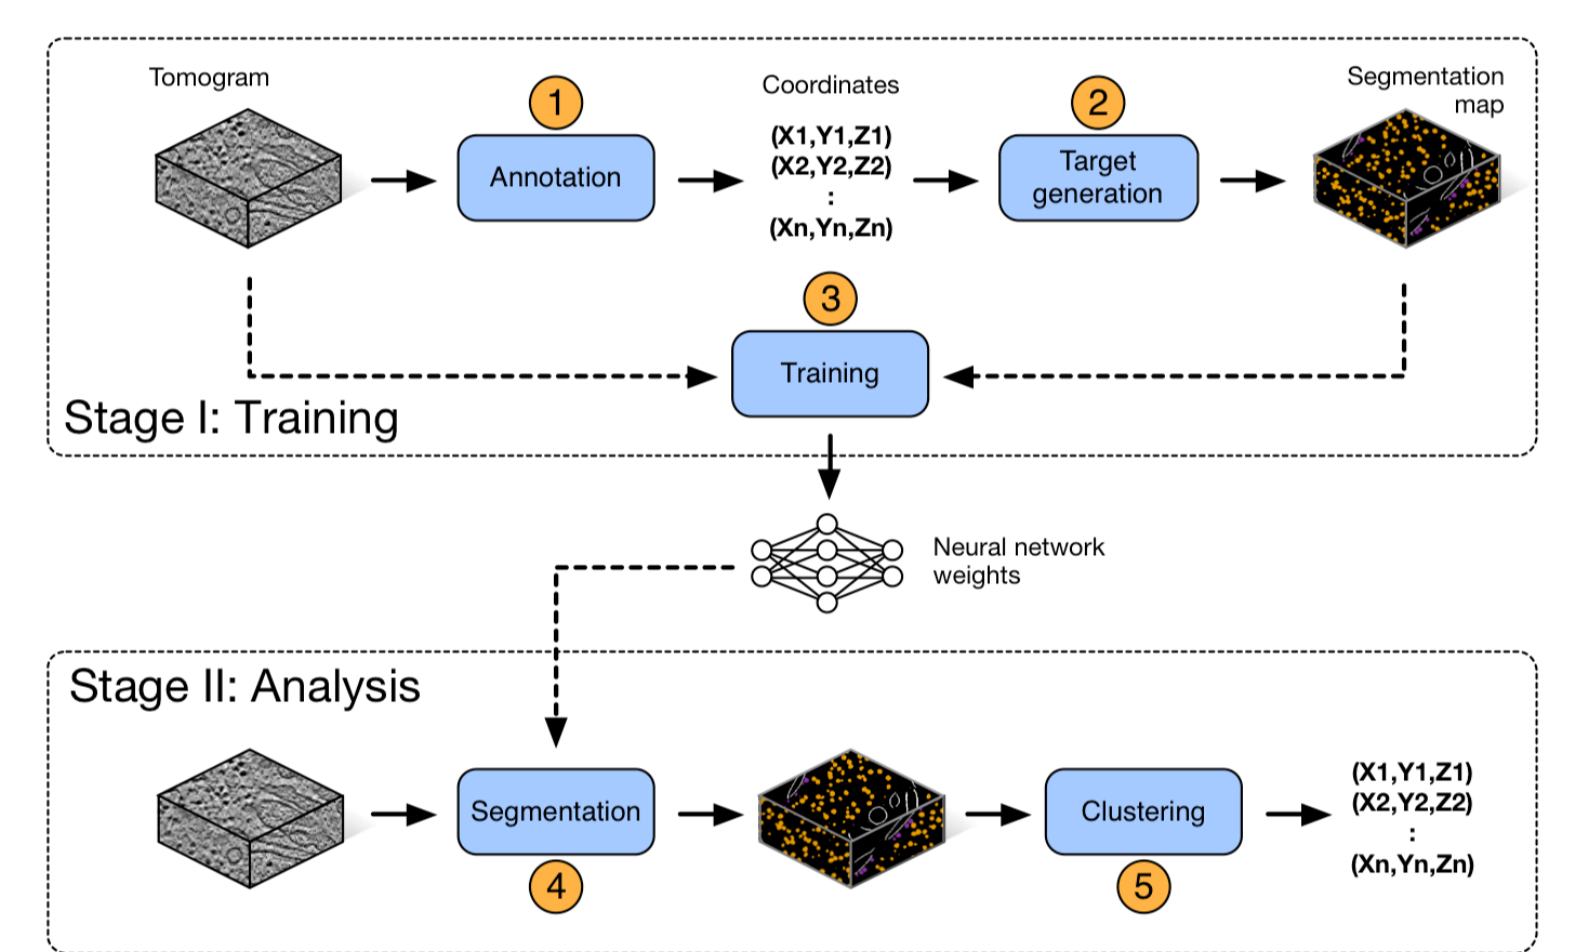 Tomogram
1
Annotation
Coordinates
(X1,Y1,Z1)
(X2,Y2,Z2)
:
(Xn,Yn,Zn)
2
Target
generation
Segmentation
map
3
Training
Stage I: Training
Neural network
weights
Stage II: Analysis
Segmentation
4
Clustering
5
(X1,Y1,Z1)
(X2,Y2,Z2)
:
(Xn,Yn,Zn)